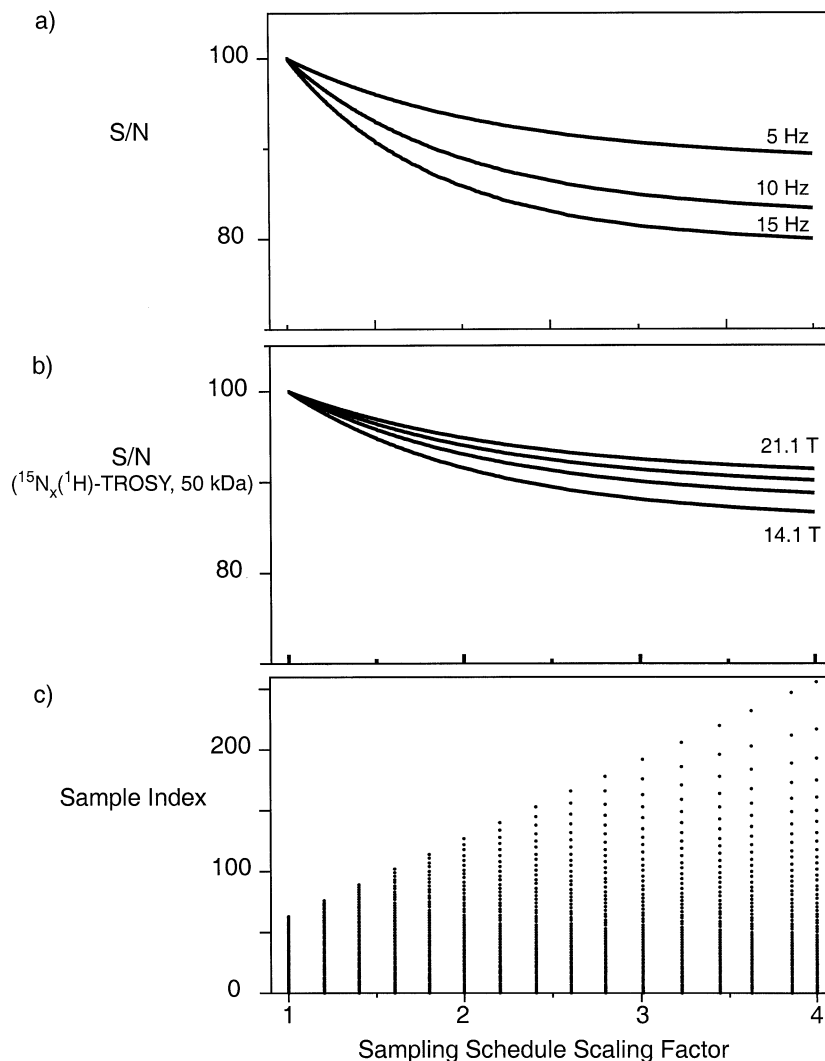 a)
100
S/N
5 Hz
10 Hz
15 Hz
80
b)
100
S/N
(¹⁵Nₓ(¹H)-TROSY, 50 kDa)
21.1 T
14.1 T
80
c)
200
Sample Index
100
0
1 2 3 4
Sampling Schedule Scaling Factor